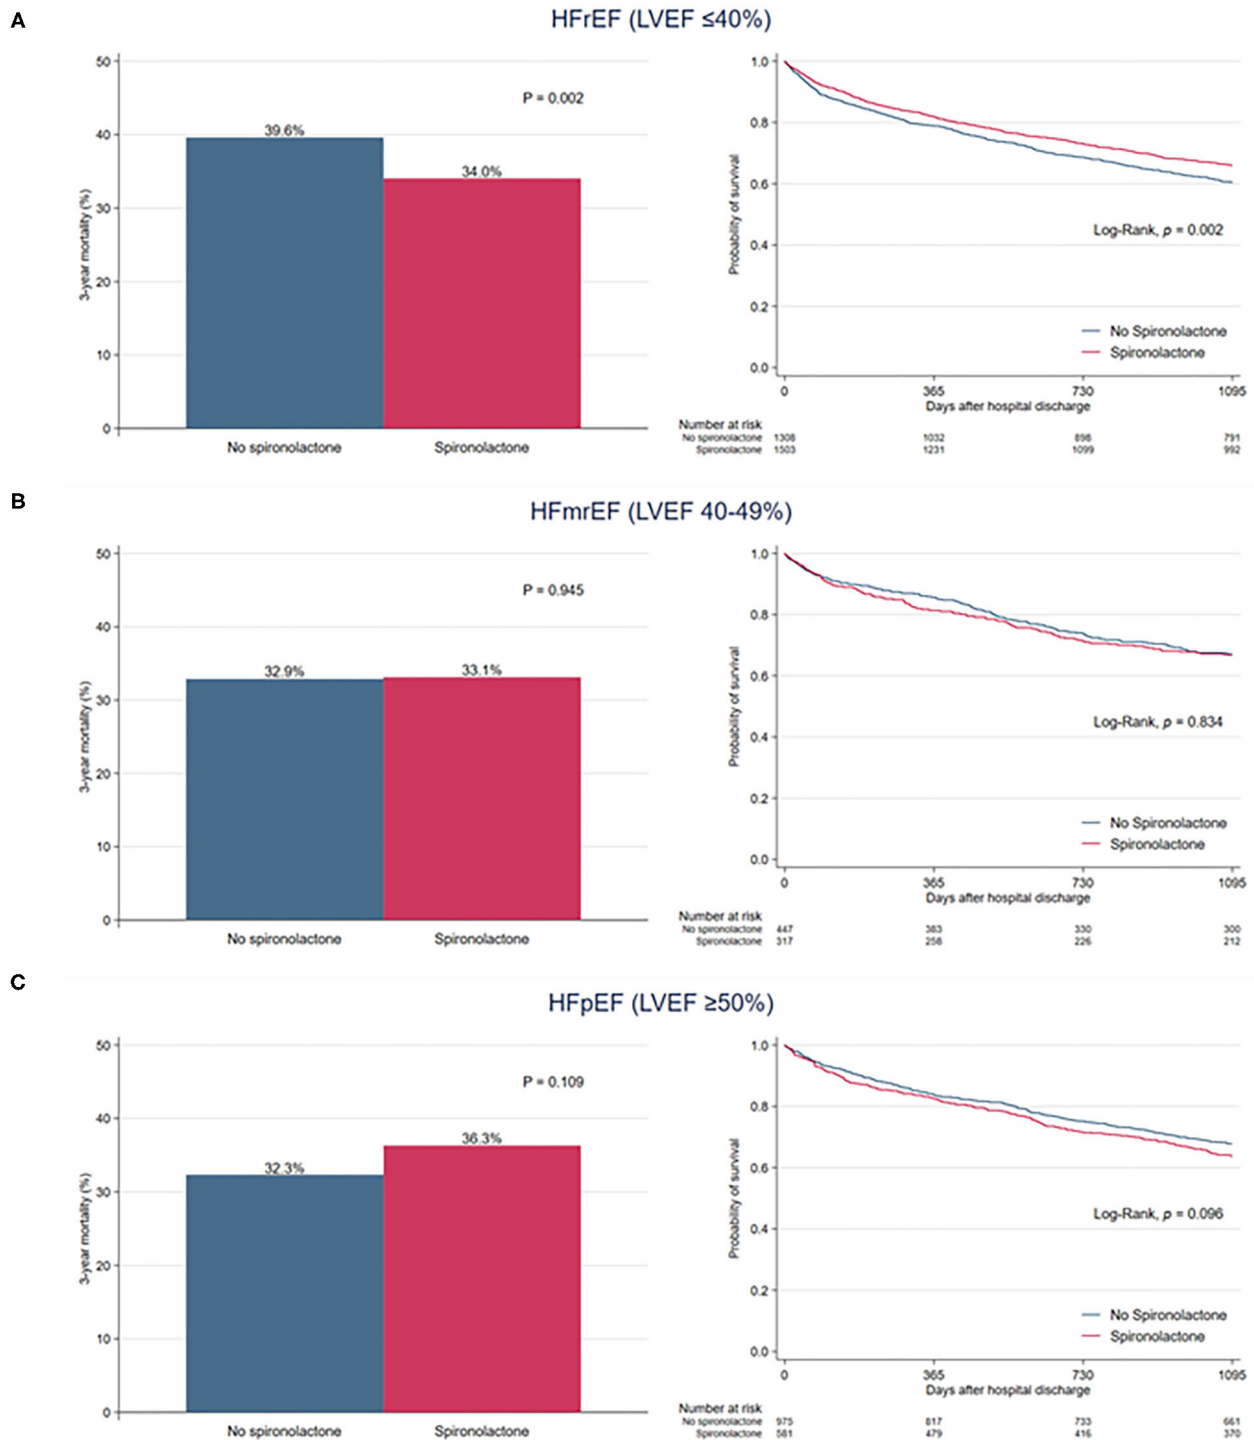 A
HFrEF (LVEF ≤40%)
50
40
30
20
10
0
3-year mortality (%)
P = 0.002
39.6%
34.0%
No spironolactone
Spironolactone
1.0
0.8
0.6
0.4
0.2
0.0
Probability of survival
Log-Rank, p = 0.002
No Spironolactone
Spironolactone
0 365 730 1095
Days after hospital discharge
Number at risk
No spironolactone 1308 1032 898 791
Spironolactone 1503 1231 1099 992
B
HFmrEF (LVEF 40-49%)
50
40
30
20
10
0
3-year mortality (%)
P = 0.945
32.9%
33.1%
No spironolactone
Spironolactone
1.0
0.8
0.6
0.4
0.2
0.0
Probability of survival
Log-Rank, p = 0.834
No Spironolactone
Spironolactone
0 365 730 1095
Days after hospital discharge
Number at risk
No spironolactone 447 383 330 300
Spironolactone 317 258 226 212
C
HFpEF (LVEF ≥50%)
50
40
30
20
10
0
3-year mortality (%)
P = 0.109
32.3%
36.3%
No spironolactone
Spironolactone
1.0
0.8
0.6
0.4
0.2
0.0
Probability of survival
Log-Rank, p = 0.096
No Spironolactone
Spironolactone
0 365 730 1095
Days after hospital discharge
Number at risk
No spironolactone 975 817 733 661
Spironolactone 581 479 416 370